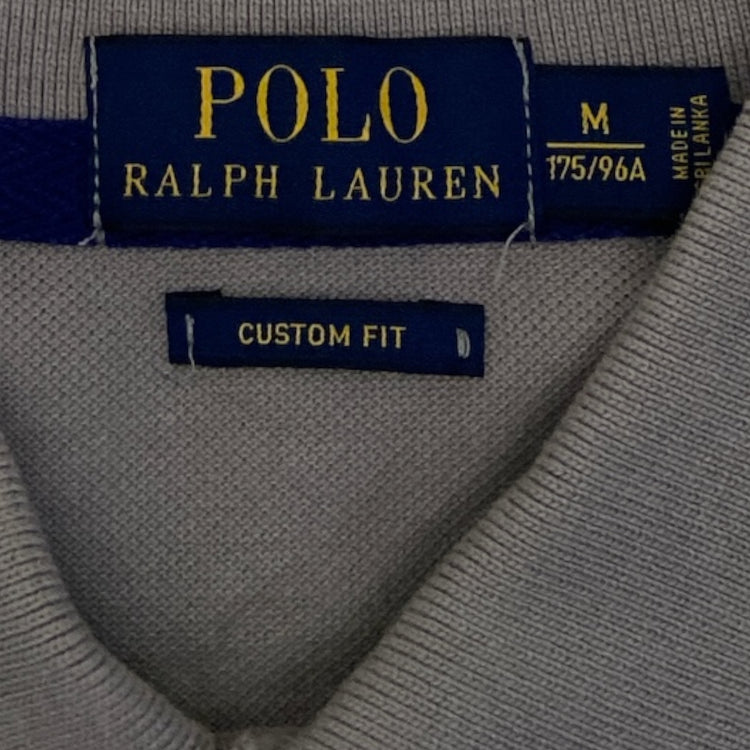 POLO
RALPH LAUREN
M
175/96A
MADE IN
SRI LANKA
CUSTOM FIT